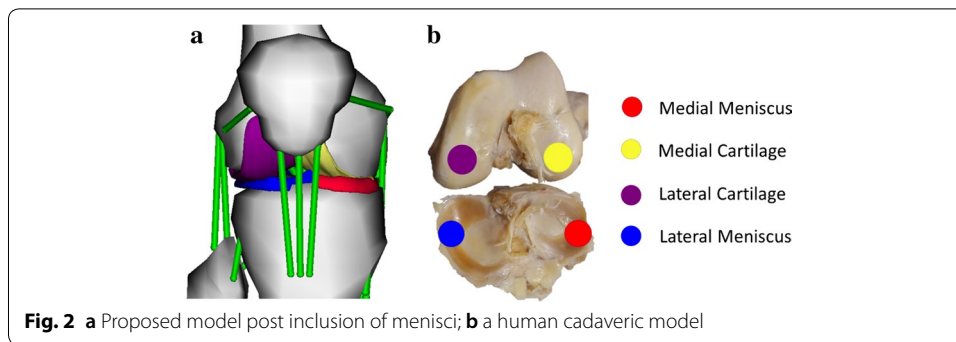 a
b
Medial Meniscus
Medial Cartilage
Lateral Cartilage
Lateral Meniscus
Fig. 2 a Proposed model post inclusion of menisci; b a human cadaveric model